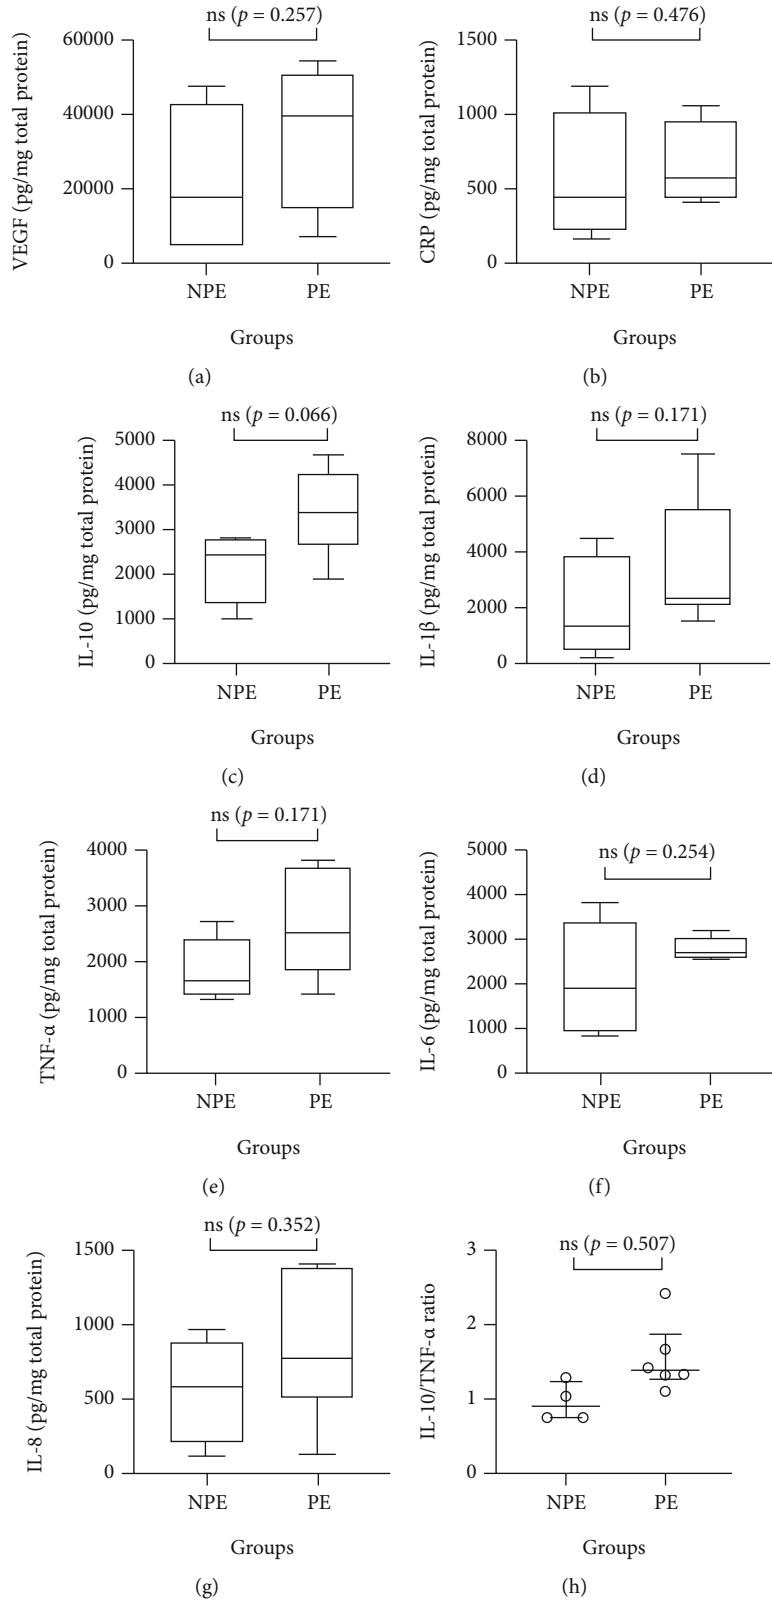 ns (p = 0.257)
60000
40000
20000
0
VEGF (pg/mg total protein)
NPE PE
Groups
(a)
ns (p = 0.476)
1500
1000
500
0
CRP (pg/mg total protein)
NPE PE
Groups
(b)
ns (p = 0.066)
5000
4000
3000
2000
1000
0
IL-10 (pg/mg total protein)
NPE PE
Groups
(c)
ns (p = 0.171)
8000
6000
4000
2000
0
IL-1β (pg/mg total protein)
NPE PE
Groups
(d)
ns (p = 0.171)
4000
3000
2000
1000
0
TNF-α (pg/mg total protein)
NPE PE
Groups
(e)
ns (p = 0.254)
5000
4000
3000
2000
1000
0
IL-6 (pg/mg total protein)
NPE PE
Groups
(f)
ns (p = 0.352)
1500
1000
500
0
IL-8 (pg/mg total protein)
NPE PE
Groups
(g)
ns (p = 0.507)
3
2
1
0
IL-10/TNF-α ratio
NPE PE
Groups
(h)